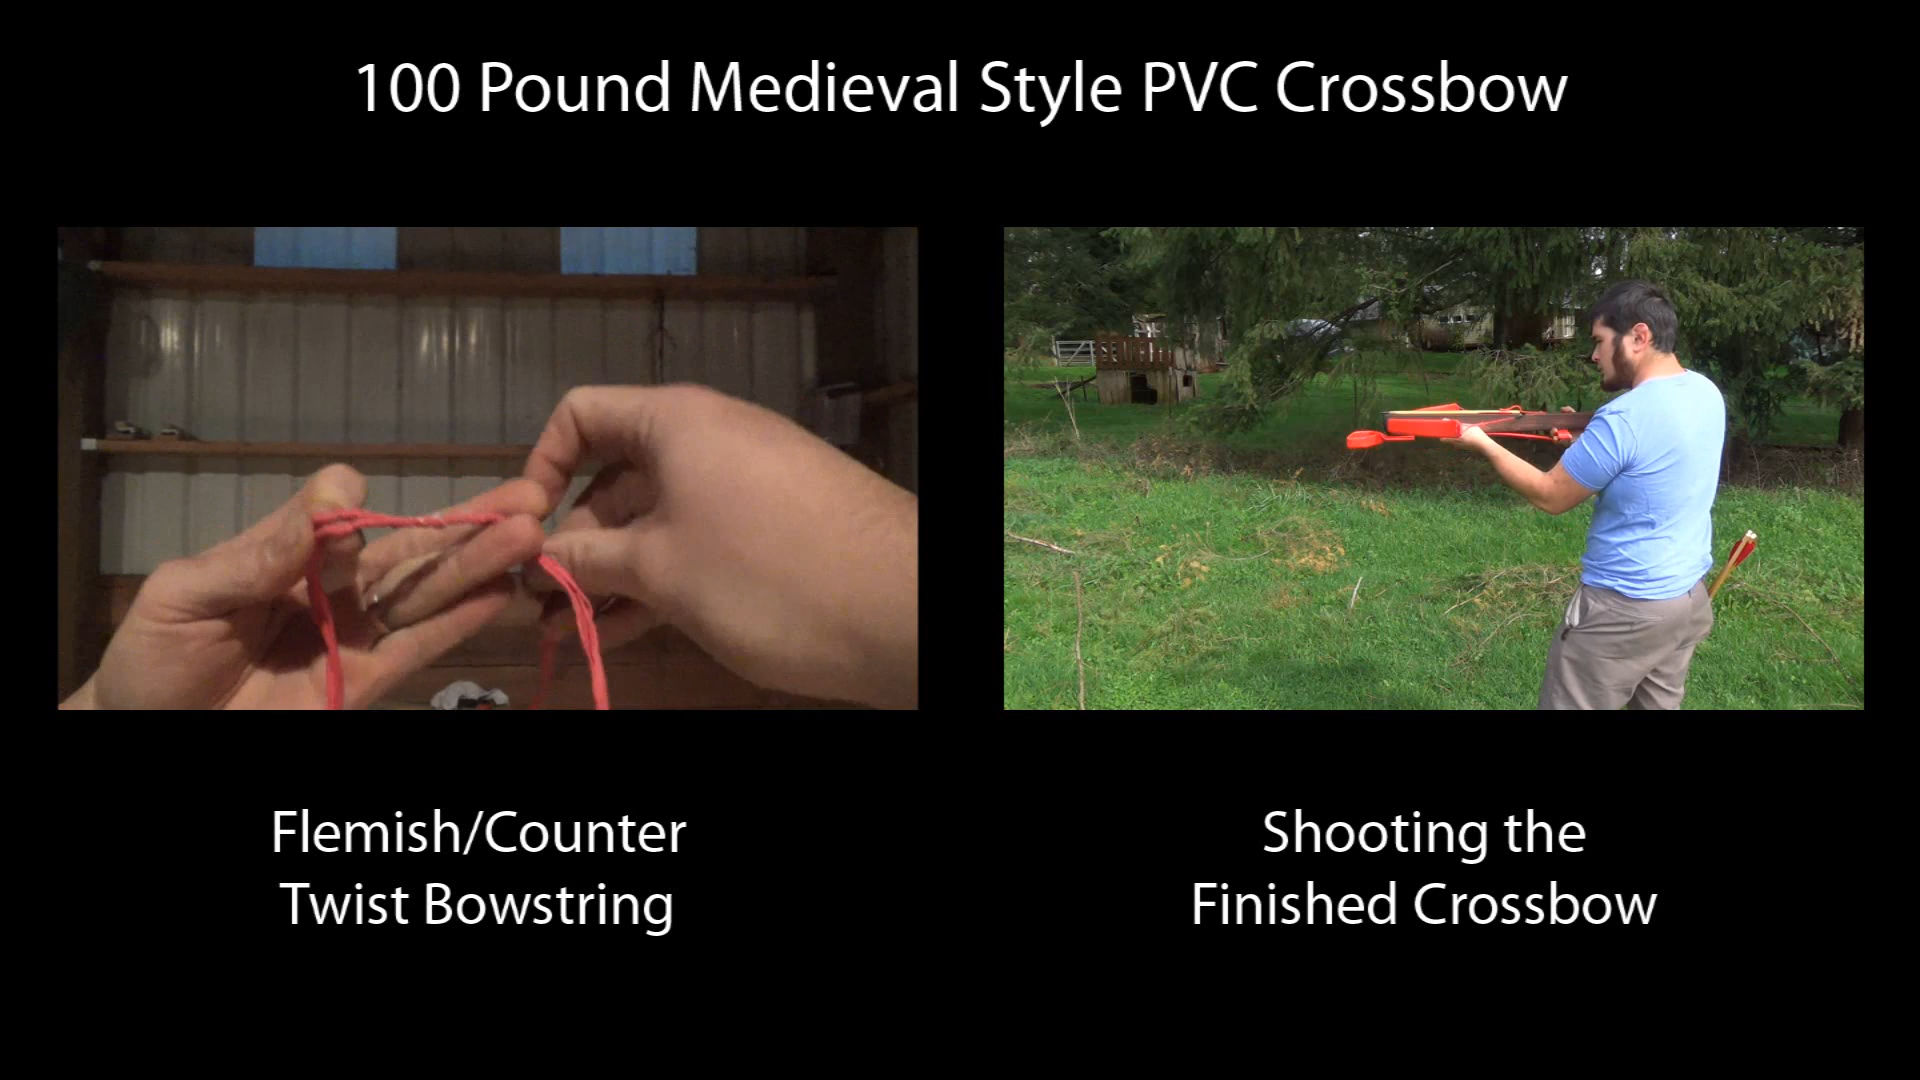 100 Pound Medieval Style PVC Crossbow
Flemish/Counter
Twist Bowstring
Shooting the
Finished Crossbow